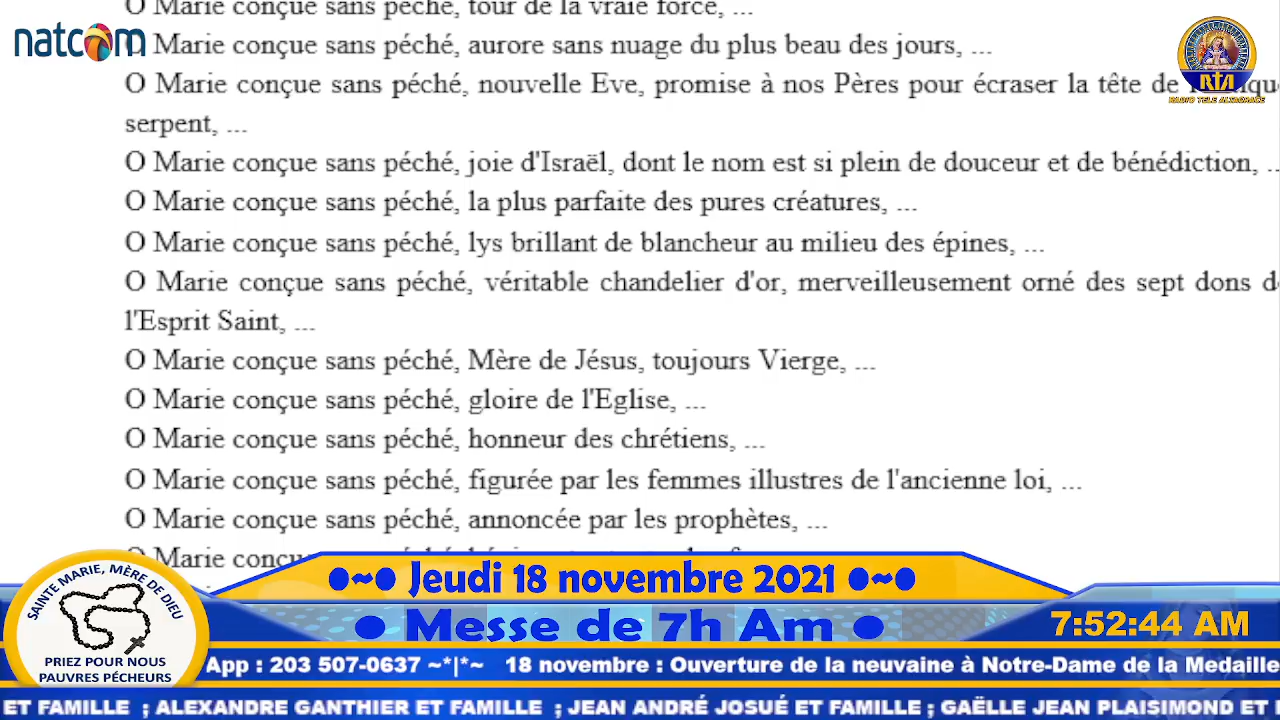 O Marie conçue sans péché, tour de la vraie force, ...
natcom
Marie conçue sans péché, aurore sans nuage du plus beau des jours, ...
O Marie conçue sans péché, nouvelle Eve, promise à nos Pères pour écraser la tête de
serpent, ...
RTA
RADIO TELE ALTAGRACE
O Marie conçue sans péché, joie d'Israël, dont le nom est si plein de douceur et de bénédiction, ..
O Marie conçue sans péché, la plus parfaite des pures créatures, ...
O Marie conçue sans péché, lys brillant de blancheur au milieu des épines, ...
O Marie conçue sans péché, véritable chandelier d'or, merveilleusement orné des sept dons d
l'Esprit Saint, ...
O Marie conçue sans péché, Mère de Jésus, toujours Vierge, ...
O Marie conçue sans péché, gloire de l'Eglise, ...
O Marie conçue sans péché, honneur des chrétiens, ...
O Marie conçue sans péché, figurée par les femmes illustres de l'ancienne loi, ...
O Marie conçue sans péché, annoncée par les prophètes, ...
O Marie
●~● Jeudi 18 novembre 2021 ●~●
● Messe de 7h Am ●
7:52:44 AM
SAINTE MARIE, MÈRE DE DIEU
PRIEZ POUR NOUS
PAUVRES PÉCHEURS
App : 203 507-0637 ~*|*~ 18 novembre : Ouverture de la neuvaine à Notre-Dame de la Medaille
ET FAMILLE ; ALEXANDRE GANTHIER ET FAMILLE ; JEAN ANDRÉ JOSUÉ ET FAMILLE ; GAËLLE JEAN PLAISIMOND ET